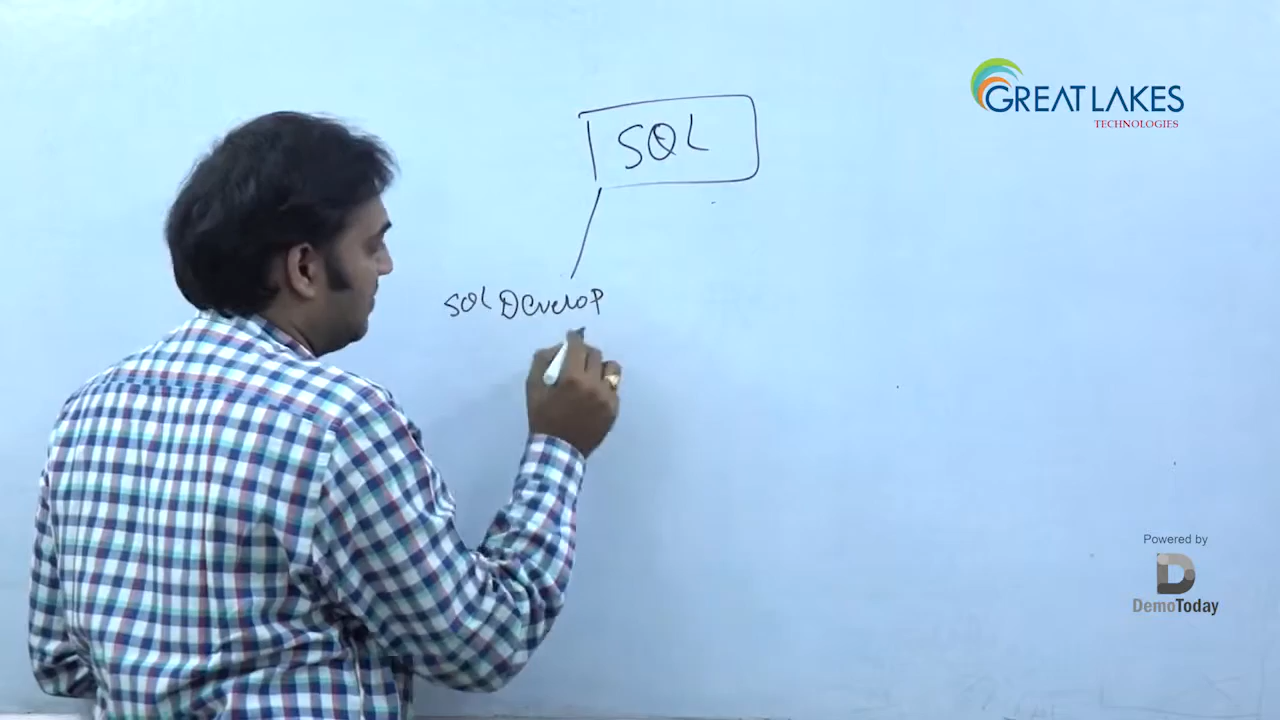 GREAT LAKES
TECHNOLOGIES
SQL
SQL Develop
Powered by
D
DemoToday